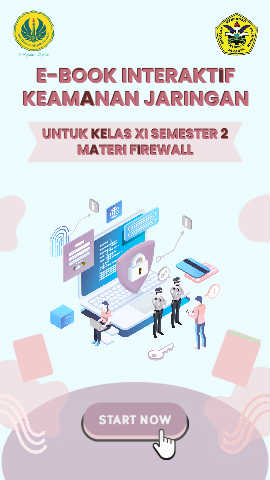 E-BOOK INTERAKTIF
KEAMANAN JARINGAN
UNTUK KELAS XI SEMESTER 2
MATERI FIREWALL
START NOW